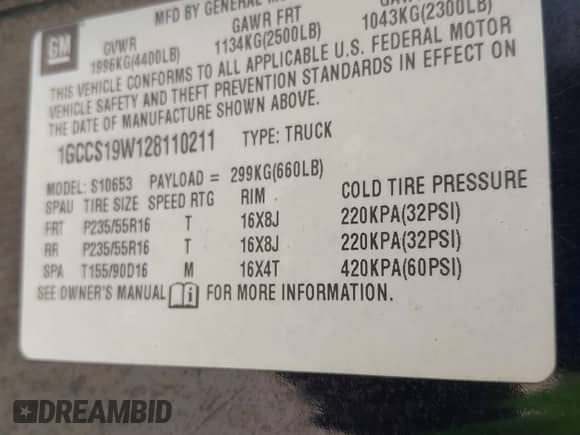 GM
MFD BY GENERAL
GVWR GAWR FRT
1996KG(4400LB) 1134KG(2500LB) 1043KG(2300LB)
THIS VEHICLE CONFORMS TO ALL APPLICABLE U.S. FEDERAL MOTOR
VEHICLE SAFETY AND THEFT PREVENTION STANDARDS IN EFFECT ON
THE DATE OF MANUFACTURE SHOWN ABOVE.
1GCCS19W128110211 TYPE: TRUCK
MODEL: S10653 PAYLOAD = 299KG(660LB)
SPAU TIRE SIZE SPEED RTG RIM COLD TIRE PRESSURE
FRT P235/55R16 T 16X8J 220KPA(32PSI)
RR P235/55R16 T 16X8J 220KPA(32PSI)
SPA T155/90D16 M 16X4T 420KPA(60PSI)
SEE OWNER'S MANUAL i FOR MORE INFORMATION.
DREAMBID